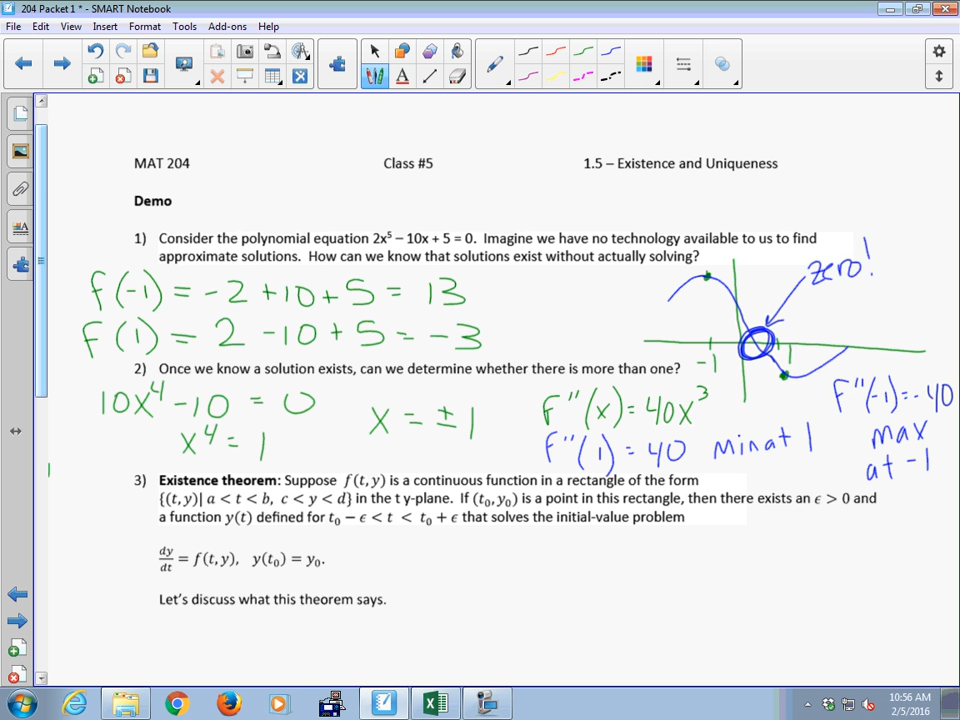 204 Packet 1 * - SMART Notebook
File Edit View Insert Format Tools Add-ons Help
MAT 204 Class #5 1.5 – Existence and Uniqueness
Demo
1) Consider the polynomial equation 2x⁵ – 10x + 5 = 0. Imagine we have no technology available to us to find
approximate solutions. How can we know that solutions exist without actually solving?
zero!
f(-1) = -2 +10 +5 = 13
f(1) = 2 -10 +5 = -3
-1 1
2) Once we know a solution exists, can we determine whether there is more than one?
10x⁴ -10 = 0
x⁴ = 1
x = ±1
f"(x) = 40x³
f"(1) = 40 min at 1
f"(-1) = -40
max
at -1
3) Existence theorem: Suppose f(t,y) is a continuous function in a rectangle of the form
{(t,y)| a < t < b, c < y < d} in the t y-plane. If (t₀,y₀) is a point in this rectangle, then there exists an ϵ > 0 and
a function y(t) defined for t₀ − ϵ < t < t₀ + ϵ that solves the initial-value problem
dy/dt = f(t,y), y(t₀) = y₀.
Let's discuss what this theorem says.
10:56 AM
2/5/2016